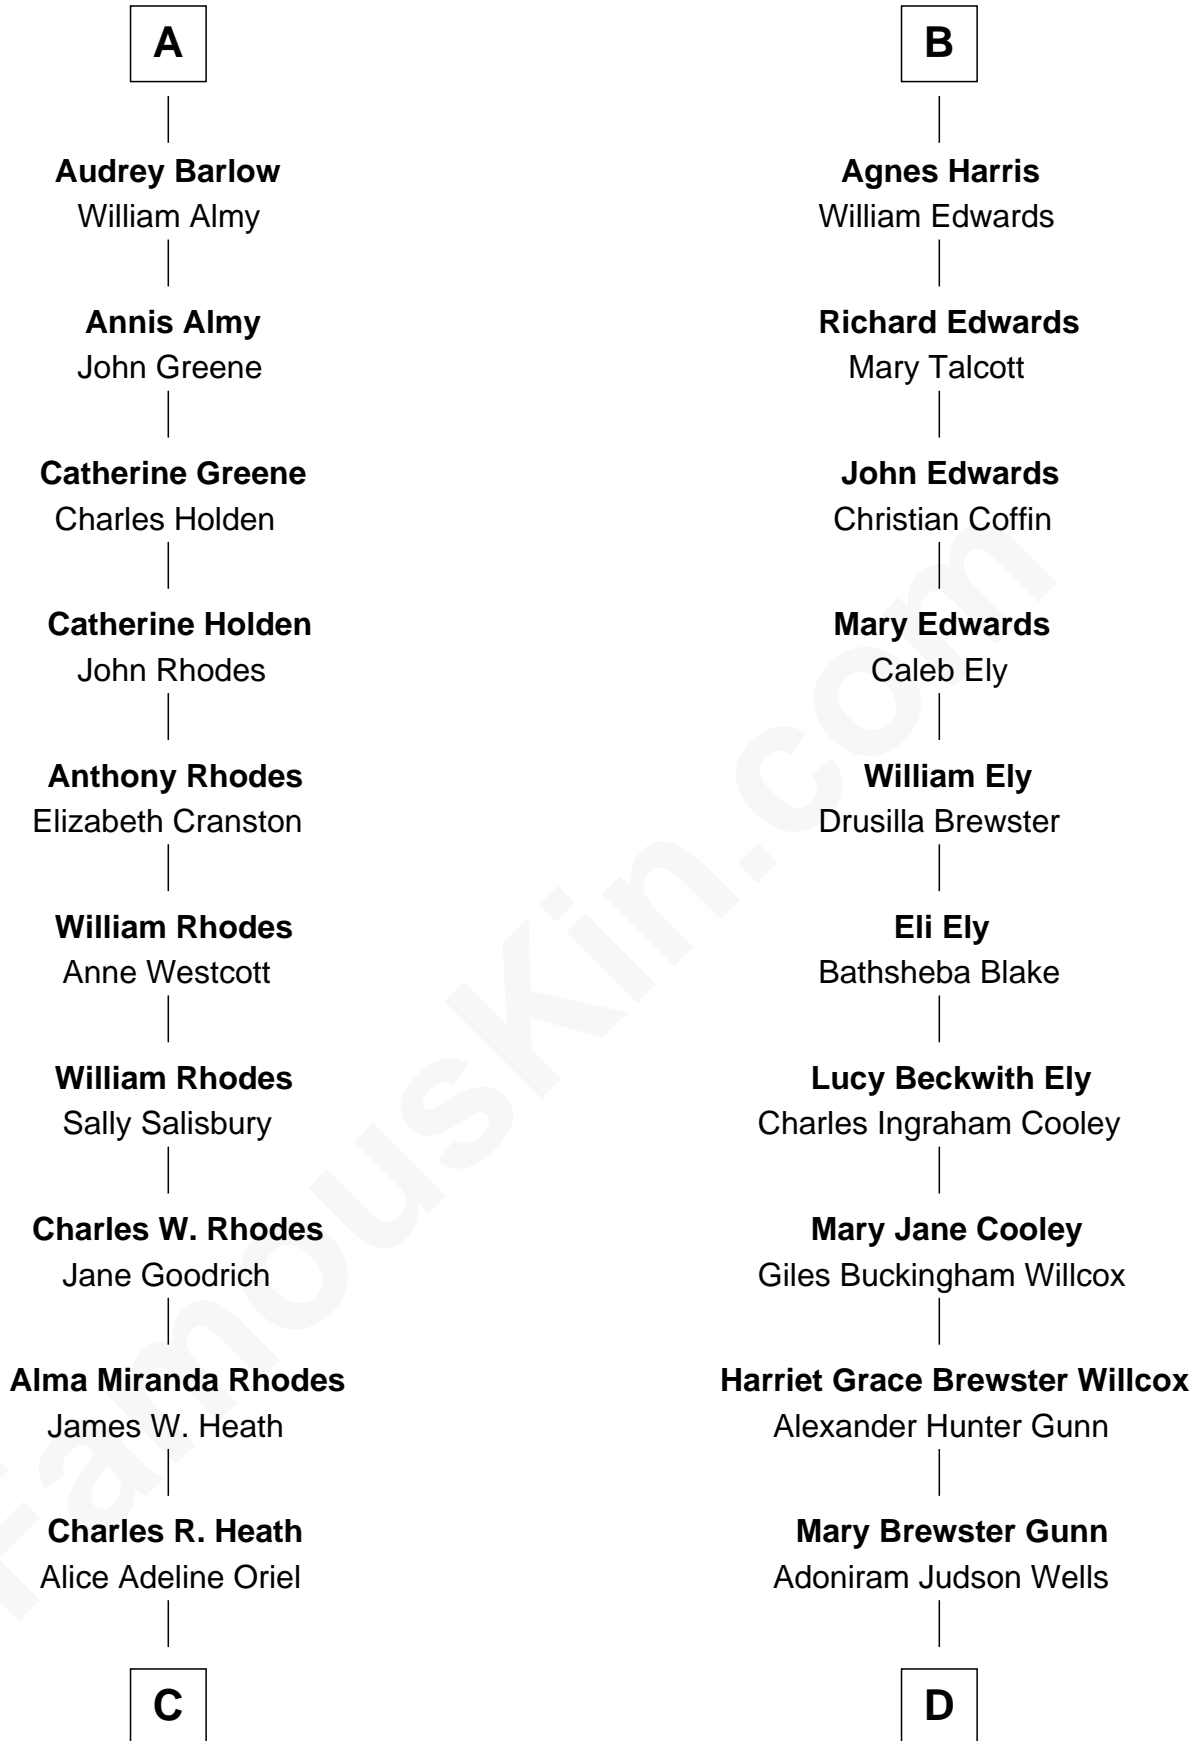 A
Audrey Barlow
William Almy
Annis Almy
John Greene
Catherine Greene
Charles Holden
Catherine Holden
John Rhodes
Anthony Rhodes
Elizabeth Cranston
William Rhodes
Anne Westcott
William Rhodes
Sally Salisbury
Charles W. Rhodes
Jane Goodrich
Alma Miranda Rhodes
James W. Heath
Charles R. Heath
Alice Adeline Oriel
C
B
Agnes Harris
William Edwards
Richard Edwards
Mary Talcott
John Edwards
Christian Coffin
Mary Edwards
Caleb Ely
William Ely
Drusilla Brewster
Eli Ely
Bathsheba Blake
Lucy Beckwith Ely
Charles Ingraham Cooley
Mary Jane Cooley
Giles Buckingham Willcox
Harriet Grace Brewster Willcox
Alexander Hunter Gunn
Mary Brewster Gunn
Adoniram Judson Wells
D
FamousKin.com